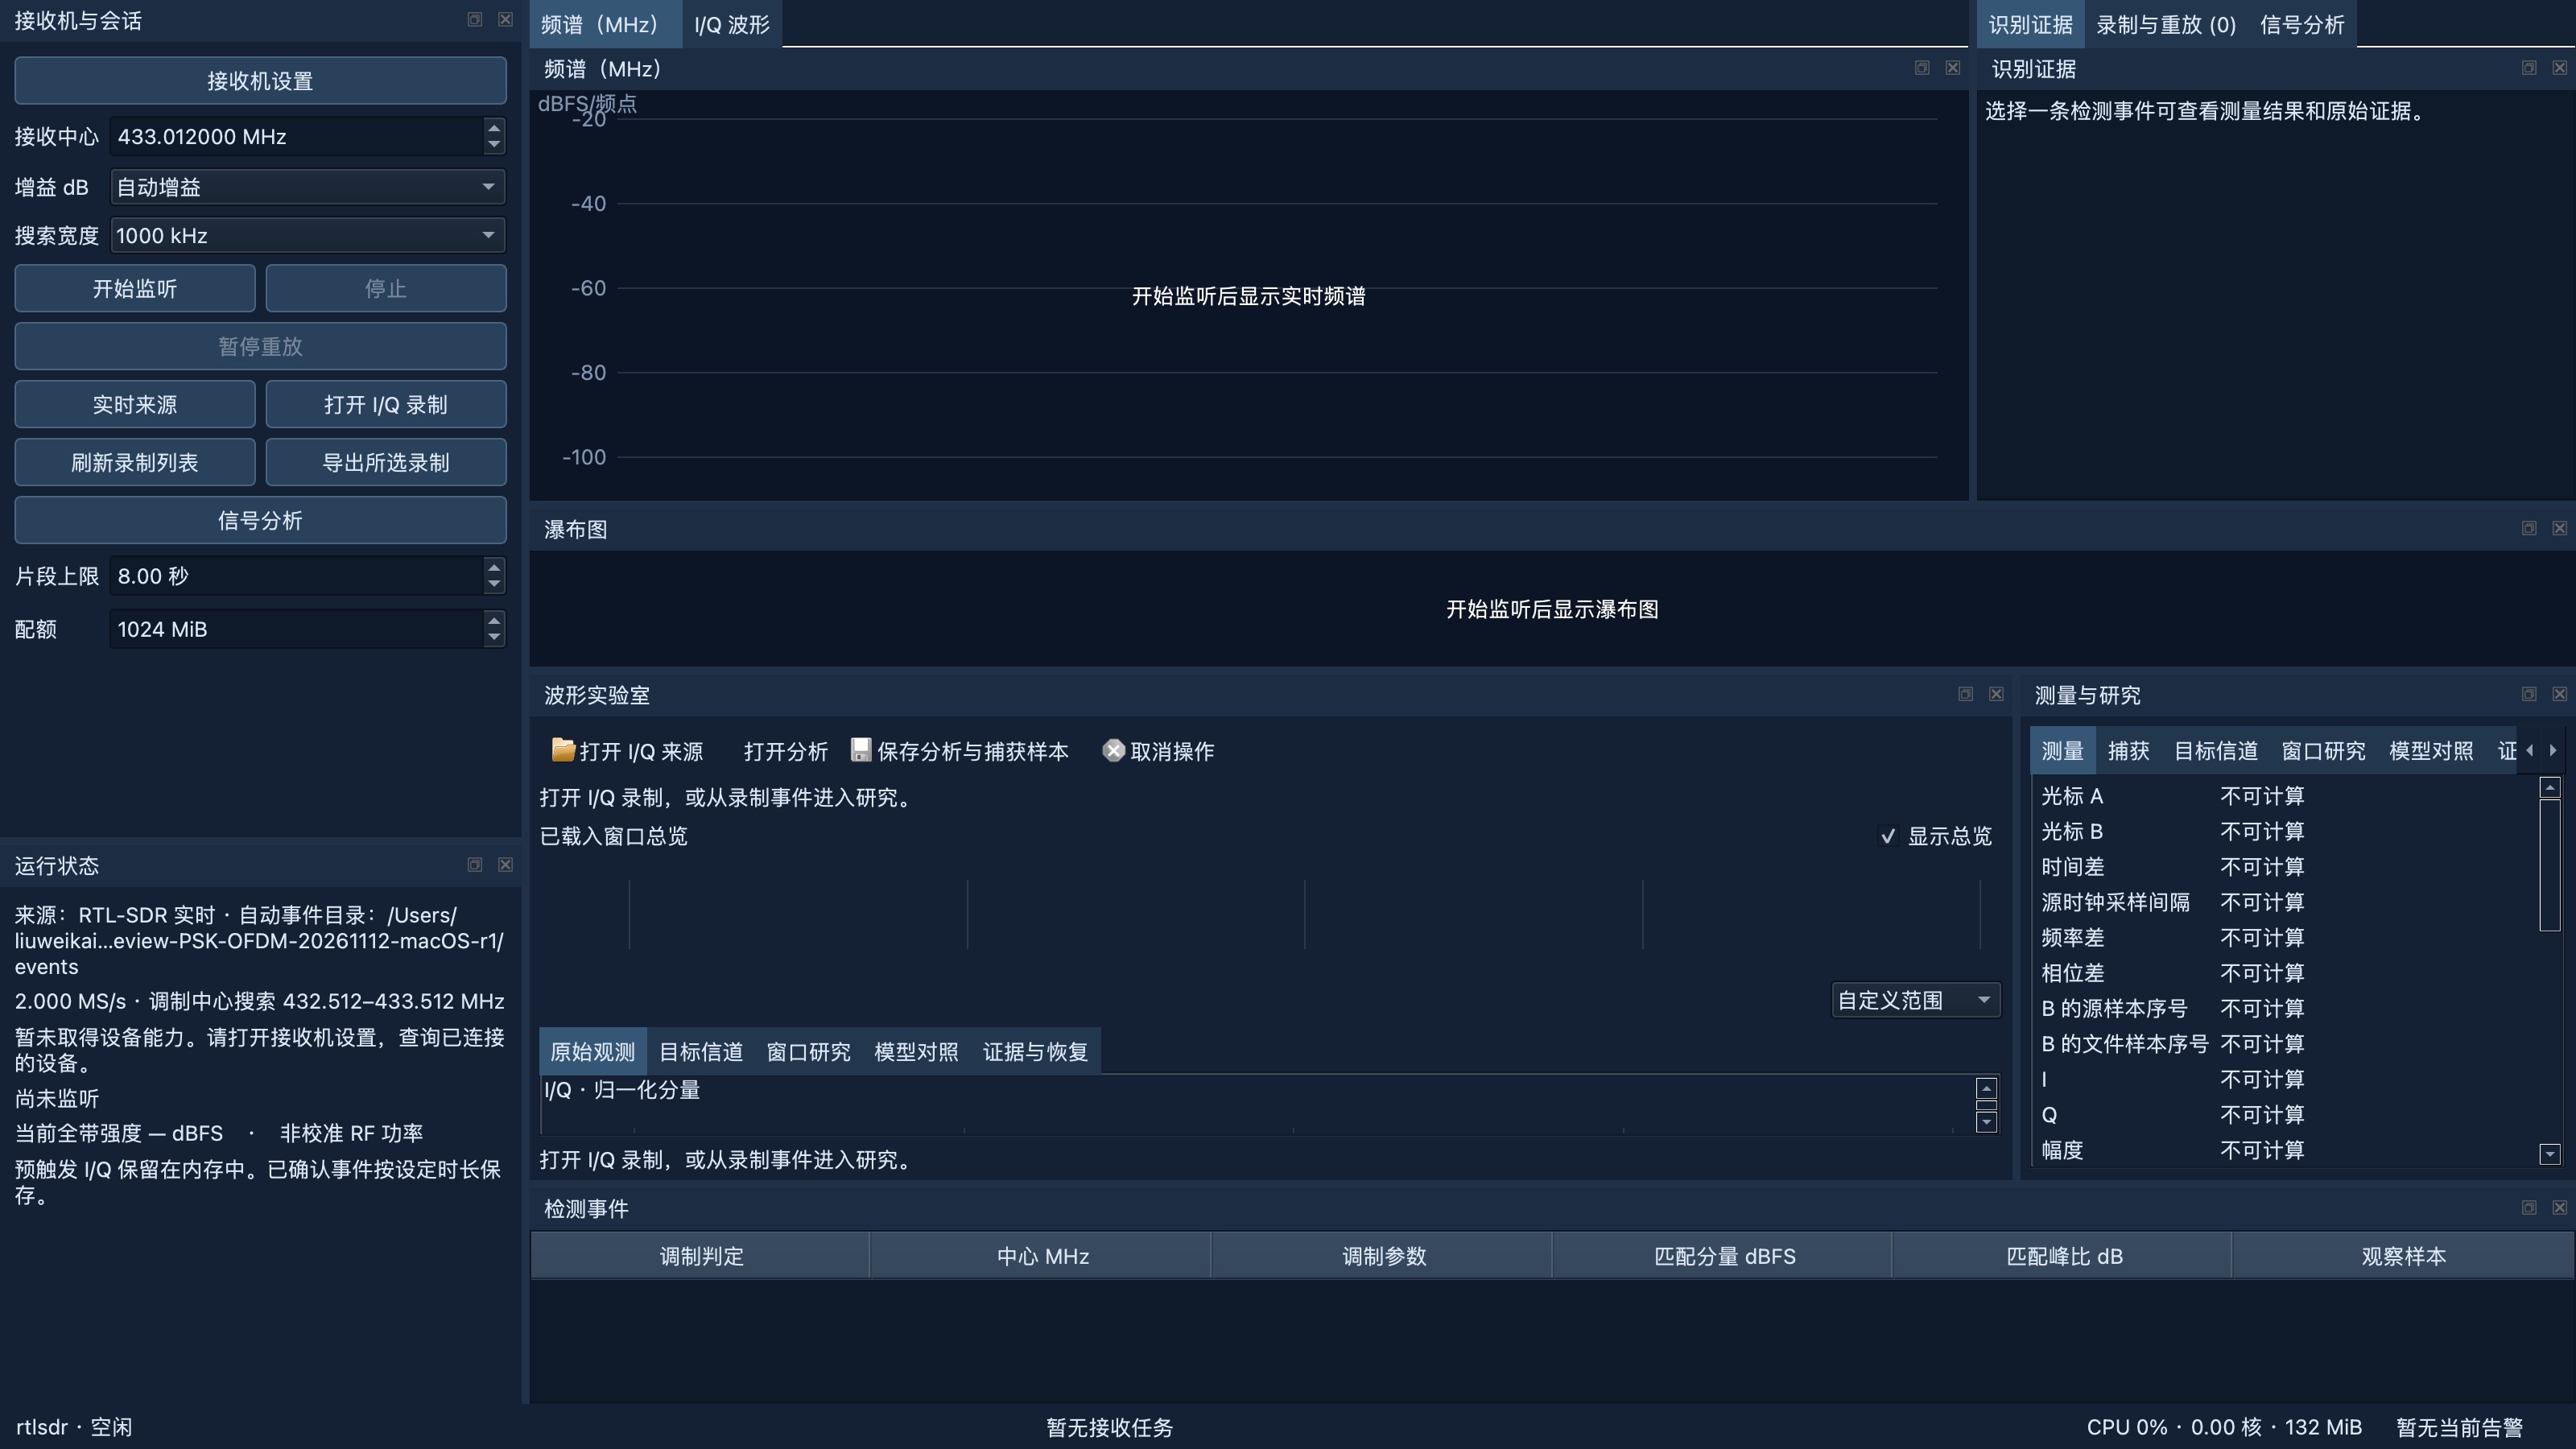 接收机与会话
接收机设置
接收中心 433.012000 MHz
增益 dB 自动增益
搜索宽度 1000 kHz
开始监听 停止
暂停重放
实时来源 打开 I/Q 录制
刷新录制列表 导出所选录制
信号分析
片段上限 8.00 秒
配额 1024 MiB
运行状态
来源：RTL-SDR 实时 · 自动事件目录：/Users/
liuweikai...eview-PSK-OFDM-20261112-macOS-r1/
events
2.000 MS/s · 调制中心搜索 432.512–433.512 MHz
暂未取得设备能力。请打开接收机设置，查询已连接
的设备。
尚未监听
当前全带强度 — dBFS · 非校准 RF 功率
预触发 I/Q 保留在内存中。已确认事件按设定时长保
存。
频谱（MHz） I/Q 波形
频谱（MHz）
dBFS/频点
-20
-40
-60
开始监听后显示实时频谱
-80
-100
识别证据 录制与重放 (0) 信号分析
识别证据
选择一条检测事件可查看测量结果和原始证据。
瀑布图
开始监听后显示瀑布图
波形实验室
打开 I/Q 来源 打开分析 保存分析与捕获样本 取消操作
打开 I/Q 录制，或从录制事件进入研究。
已载入窗口总览 显示总览
自定义范围
原始观测 目标信道 窗口研究 模型对照 证据与恢复
I/Q · 归一化分量
打开 I/Q 录制，或从录制事件进入研究。
测量与研究
测量 捕获 目标信道 窗口研究 模型对照 证
光标 A 不可计算
光标 B 不可计算
时间差 不可计算
源时钟采样间隔 不可计算
频率差 不可计算
相位差 不可计算
B 的源样本序号 不可计算
B 的文件样本序号 不可计算
I 不可计算
Q 不可计算
幅度 不可计算
检测事件
调制判定 中心 MHz 调制参数 匹配分量 dBFS 匹配峰比 dB 观察样本
rtlsdr · 空闲 暂无接收任务 CPU 0% · 0.00 核 · 132 MiB 暂无当前告警